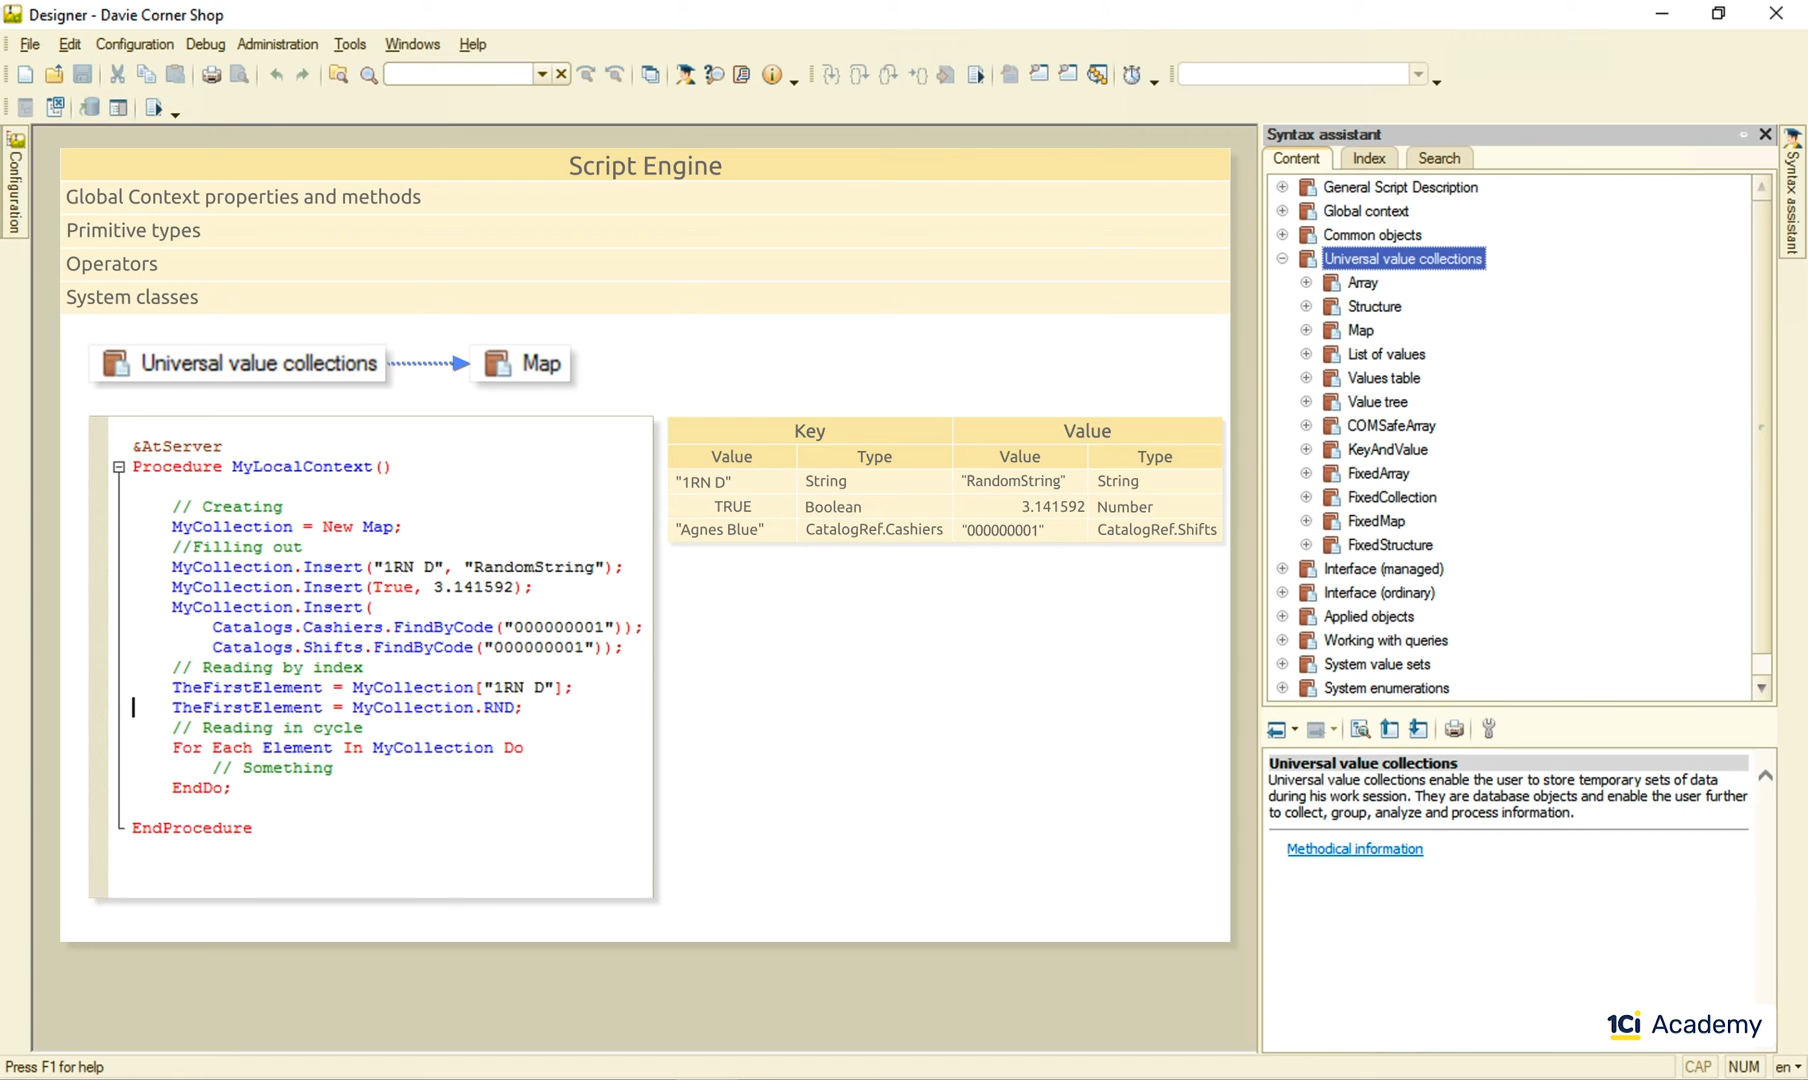 Designer - Davie Corner Shop
File Edit Configuration Debug Administration Tools Windows Help
Configuration
Script Engine
Global Context properties and methods
Primitive types
Operators
System classes
Universal value collections
Map
&AtServer
Procedure MyLocalContext()
// Creating
MyCollection = New Map;
//Filling out
MyCollection.Insert("1RN D", "RandomString");
MyCollection.Insert(True, 3.141592);
MyCollection.Insert(
Catalogs.Cashiers.FindByCode("000000001"));
Catalogs.Shifts.FindByCode("000000001"));
// Reading by index
TheFirstElement = MyCollection["1RN D"];
TheFirstElement = MyCollection.RND;
// Reading in cycle
For Each Element In MyCollection Do
// Something
EndDo;
EndProcedure
Key Value
Value Type Value Type
"1RN D" String "RandomString" String
TRUE Boolean 3.141592 Number
"Agnes Blue" CatalogRef.Cashiers "000000001" CatalogRef.Shifts
Syntax assistant
Content Index Search
General Script Description
Global context
Common objects
Universal value collections
Array
Structure
Map
List of values
Values table
Value tree
COMSafeArray
KeyAndValue
FixedArray
FixedCollection
FixedMap
FixedStructure
Interface (managed)
Interface (ordinary)
Applied objects
Working with queries
System value sets
System enumerations
Syntax assistant
Universal value collections
Universal value collections enable the user to store temporary sets of data
during his work session. They are database objects and enable the user further
to collect, group, analyze and process information.
Methodical information
1Ci Academy
Press F1 for help
CAP NUM en